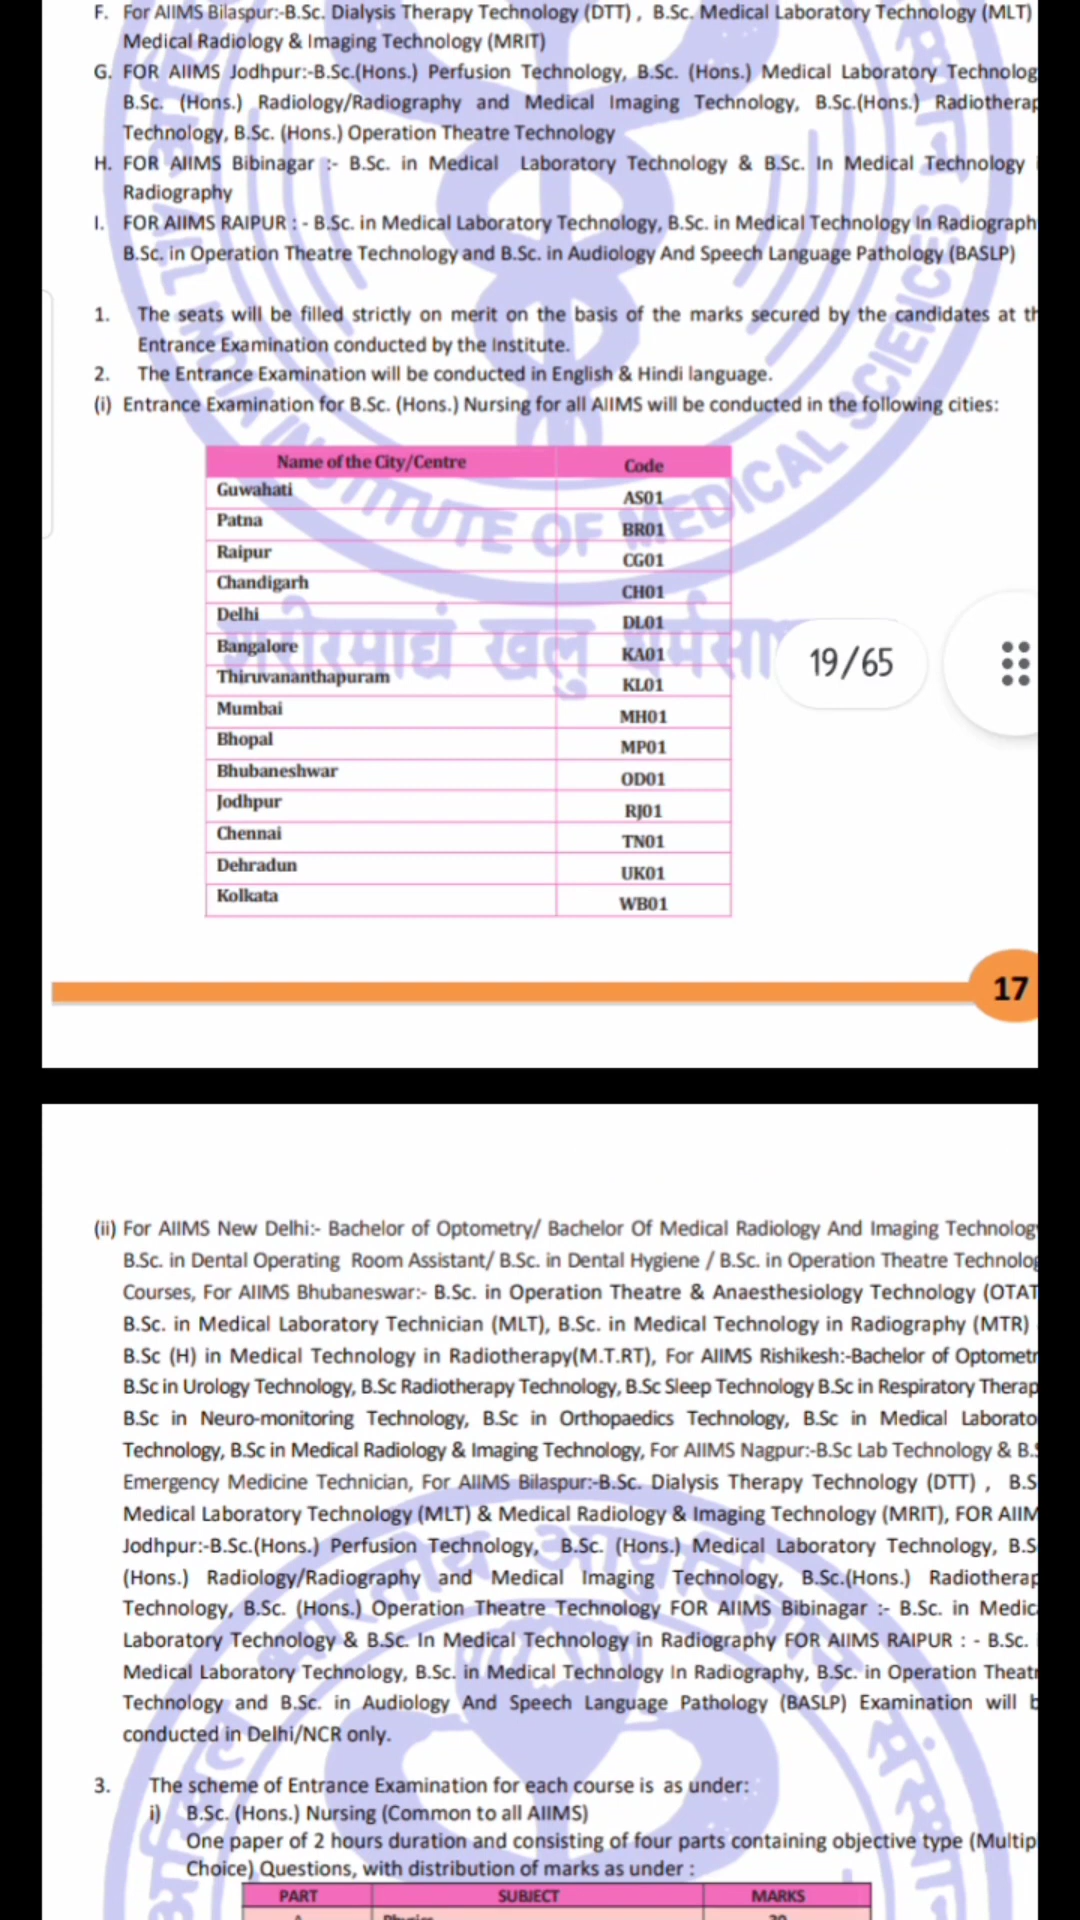 F. For AIIMS Bilaspur:-B.Sc. Dialysis Therapy Technology (DTT) , B.Sc. Medical Laboratory Technology (MLT)
Medical Radiology & Imaging Technology (MRIT)
G. FOR AIIMS Jodhpur:-B.Sc.(Hons.) Perfusion Technology, B.Sc. (Hons.) Medical Laboratory Technolog
B.Sc. (Hons.) Radiology/Radiography and Medical Imaging Technology, B.Sc.(Hons.) Radiotherap
Technology, B.Sc. (Hons.) Operation Theatre Technology
H. FOR AIIMS Bibinagar :- B.Sc. in Medical Laboratory Technology & B.Sc. In Medical Technology i
Radiography
I. FOR AIIMS RAIPUR : - B.Sc. in Medical Laboratory Technology, B.Sc. in Medical Technology In Radiograph
B.Sc. in Operation Theatre Technology and B.Sc. in Audiology And Speech Language Pathology (BASLP)
1. The seats will be filled strictly on merit on the basis of the marks secured by the candidates at th
Entrance Examination conducted by the Institute.
2. The Entrance Examination will be conducted in English & Hindi language.
(i) Entrance Examination for B.Sc. (Hons.) Nursing for all AIIMS will be conducted in the following cities:
Name of the City/Centre Code
Guwahati AS01
Patna BR01
Raipur CG01
Chandigarh CH01
Delhi DL01
Bangalore KA01
Thiruvananthapuram KL01
Mumbai MH01
Bhopal MP01
Bhubaneshwar OD01
Jodhpur RJ01
Chennai TN01
Dehradun UK01
Kolkata WB01
INSTITUTE OF MEDICAL SCIENCES
शरीरमाद्यं खलु धर्मसा
19/65
17
(ii) For AIIMS New Delhi:- Bachelor of Optometry/ Bachelor Of Medical Radiology And Imaging Technology
B.Sc. in Dental Operating Room Assistant/ B.Sc. in Dental Hygiene / B.Sc. in Operation Theatre Technolog
Courses, For AIIMS Bhubaneswar:- B.Sc. in Operation Theatre & Anaesthesiology Technology (OTAT
B.Sc. in Medical Laboratory Technician (MLT), B.Sc. in Medical Technology in Radiography (MTR)
B.Sc (H) in Medical Technology in Radiotherapy(M.T.RT), For AIIMS Rishikesh:-Bachelor of Optometr
B.Sc in Urology Technology, B.Sc Radiotherapy Technology, B.Sc Sleep Technology B.Sc in Respiratory Therap
B.Sc in Neuro-monitoring Technology, B.Sc in Orthopaedics Technology, B.Sc in Medical Laborato
Technology, B.Sc in Medical Radiology & Imaging Technology, For AIIMS Nagpur:-B.Sc Lab Technology & B.S
Emergency Medicine Technician, For AIIMS Bilaspur:-B.Sc. Dialysis Therapy Technology (DTT) , B.S
Medical Laboratory Technology (MLT) & Medical Radiology & Imaging Technology (MRIT), FOR AIIM
Jodhpur:-B.Sc.(Hons.) Perfusion Technology, B.Sc. (Hons.) Medical Laboratory Technology, B.S
(Hons.) Radiology/Radiography and Medical Imaging Technology, B.Sc.(Hons.) Radiotherap
Technology, B.Sc. (Hons.) Operation Theatre Technology FOR AIIMS Bibinagar :- B.Sc. in Medica
Laboratory Technology & B.Sc. In Medical Technology in Radiography FOR AIIMS RAIPUR : - B.Sc.
Medical Laboratory Technology, B.Sc. in Medical Technology In Radiography, B.Sc. in Operation Theatr
Technology and B.Sc. in Audiology And Speech Language Pathology (BASLP) Examination will b
conducted in Delhi/NCR only.
3. The scheme of Entrance Examination for each course is as under:
i) B.Sc. (Hons.) Nursing (Common to all AIIMS)
One paper of 2 hours duration and consisting of four parts containing objective type (Multip
Choice) Questions, with distribution of marks as under :
PART SUBJECT MARKS